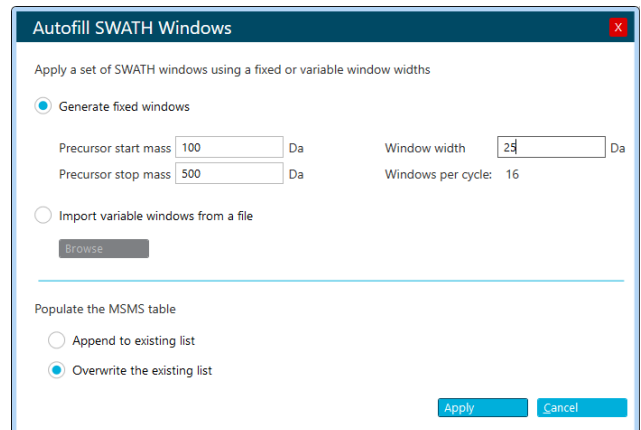 Autofill SWATH Windows
X
Apply a set of SWATH windows using a fixed or variable window widths
Generate fixed windows
Precursor start mass 100 Da Window width 25 Da
Precursor stop mass 500 Da Windows per cycle: 16
Import variable windows from a file
Browse
Populate the MSMS table
Append to existing list
Overwrite the existing list
Apply Cancel